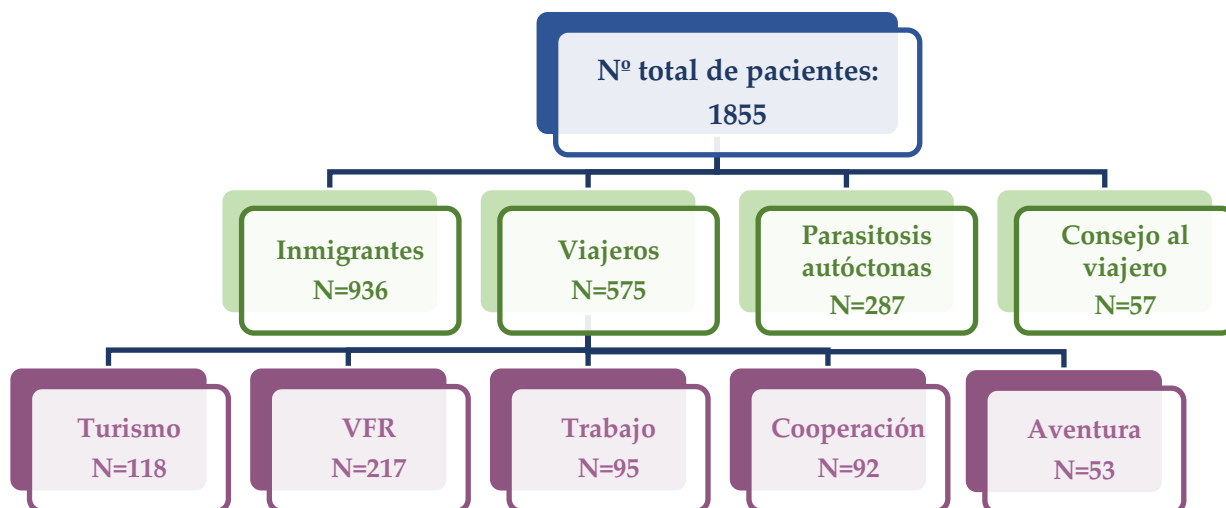 Nº total de pacientes:
1855
Inmigrantes
N=936
Viajeros
N=575
Parasitosis
autóctonas
N=287
Consejo al
viajero
N=57
Turismo
N=118
VFR
N=217
Trabajo
N=95
Cooperación
N=92
Aventura
N=53